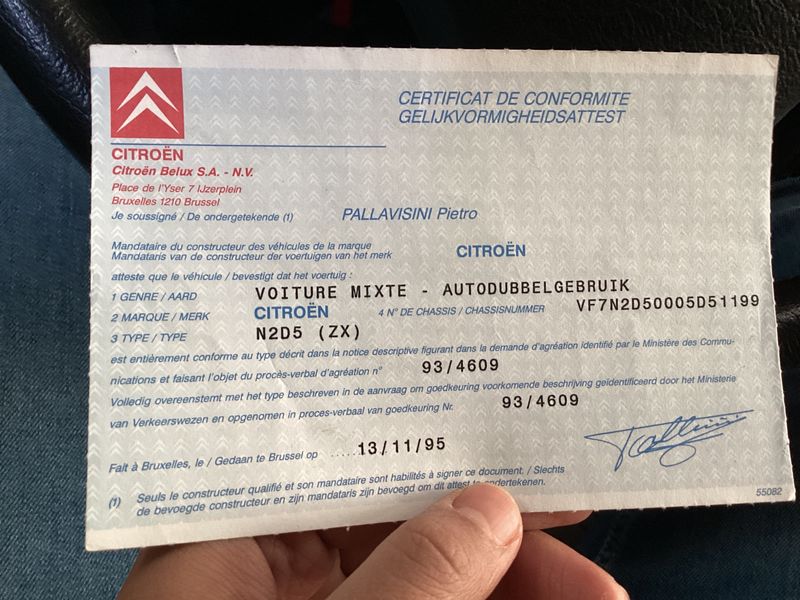 CERTIFICAT DE CONFORMITE
GELIJKVORMIGHEIDSATTEST
CITROËN
Citroën Belux S.A. - N.V.
Place de l'Yser 7 IJzerplein
Bruxelles 1210 Brussel
Je soussigné / De ondergetekende (1) PALLAVISINI Pietro
Mandataire du constructeur des véhicules de la marque
Mandataris van de constructeur der voertuigen van het merk CITROËN
atteste que le véhicule / bevestigt dat het voertuig :
1 GENRE / AARD VOITURE MIXTE - AUTODUBBELGEBRUIK
2 MARQUE / MERK CITROËN 4 N° DE CHASSIS / CHASSISNUMMER VF7N2D50005D51199
3 TYPE / TYPE N2D5 (ZX)
est entièrement conforme au type décrit dans la notice descriptive figurant dans la demande d'agréation identifié par le Ministère des Commu-
nications et faisant l'objet du procès-verbal d'agréation n° 93/4609
Volledig overeenstemt met het type beschreven in de aanvraag om goedkeuring voorkomende beschrijving geïdentificeerd door het Ministerie
van Verkeerswezen en opgenomen in proces-verbaal van goedkeuring Nr. 93/4609
Fait à Bruxelles, le / Gedaan te Brussel op .....13/11/95
(1) Seuls le constructeur qualifié et son mandataire sont habilités à signer ce document. / Slechts
de bevoegde constructeur en zijn mandataris zijn bevoegd om dit attest te ondertekenen.
55082